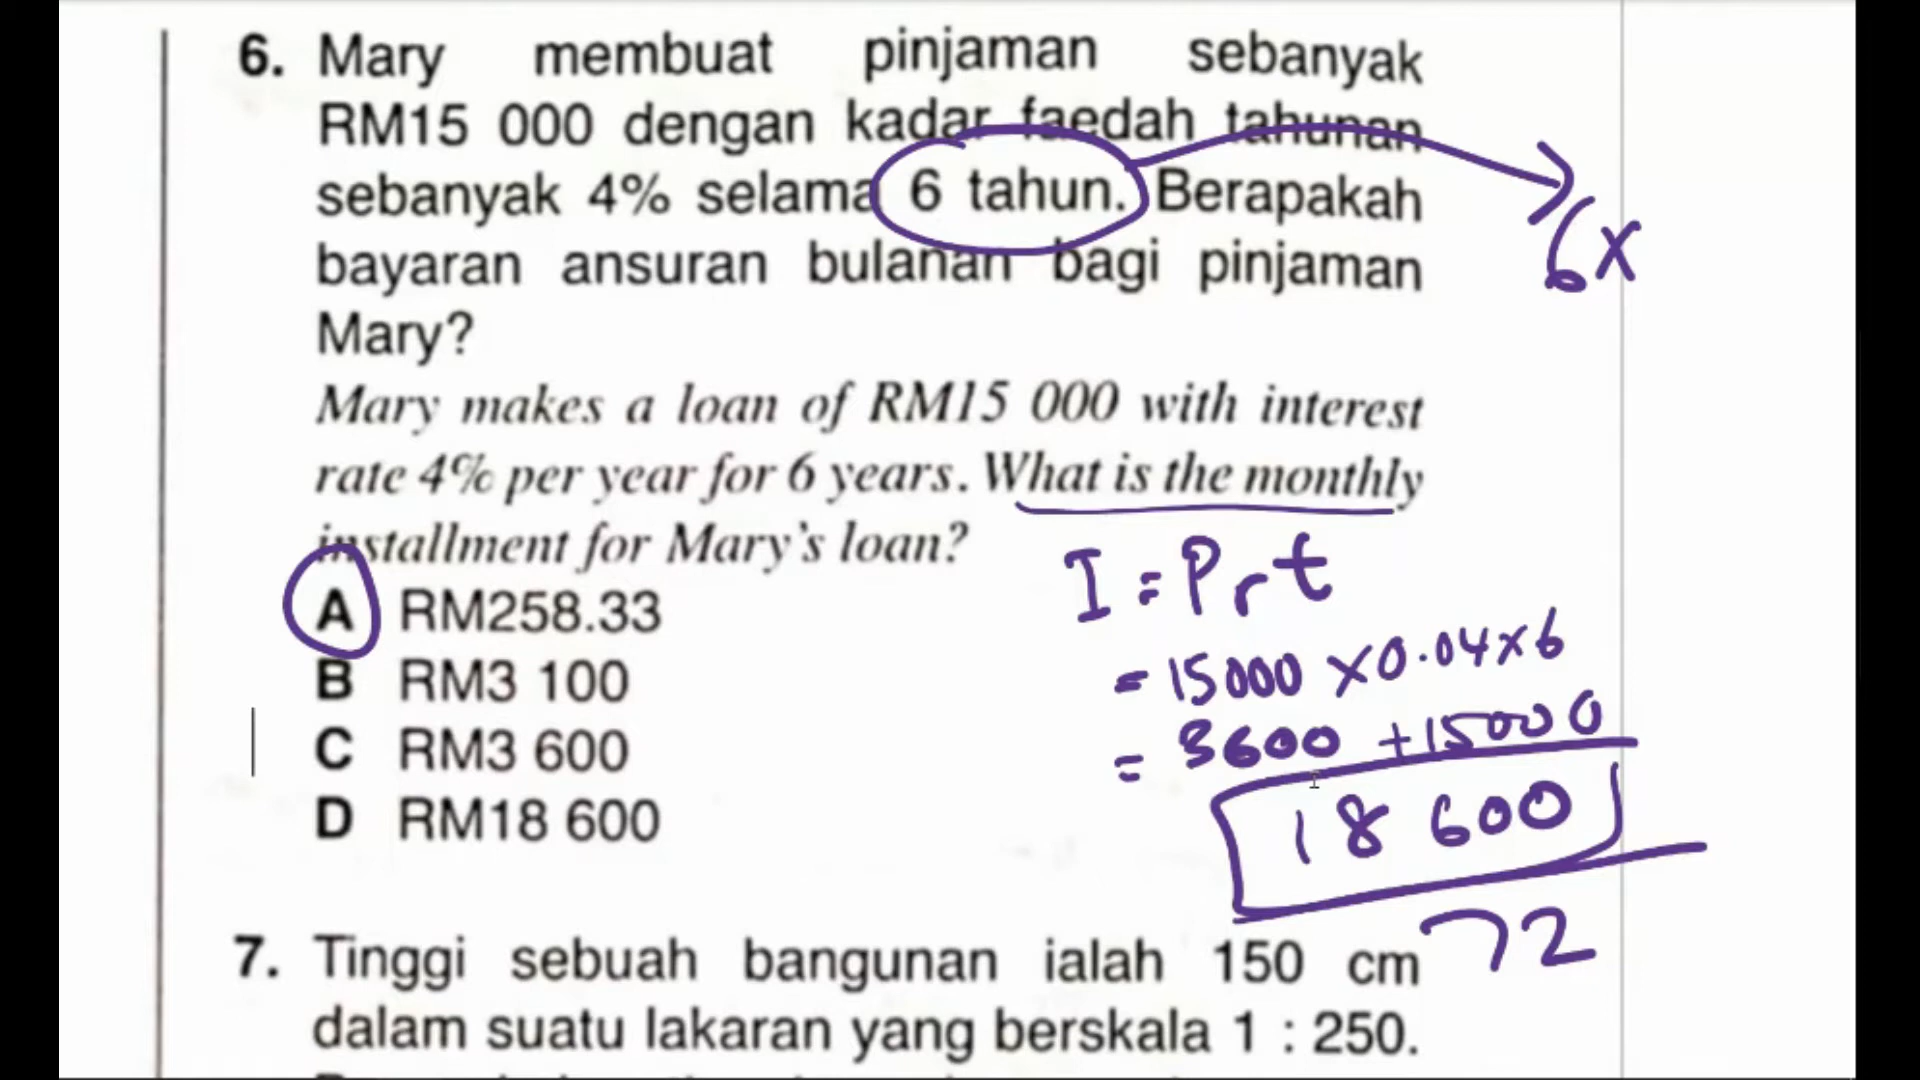 6. Mary membuat pinjaman sebanyak
RM15 000 dengan kadar faedah tahunan
sebanyak 4% selama 6 tahun. Berapakah
bayaran ansuran bulanan bagi pinjaman
Mary?
6x
Mary makes a loan of RM15 000 with interest
rate 4% per year for 6 years. What is the monthly
installment for Mary's loan?
A RM258.33
B RM3 100
C RM3 600
D RM18 600
I = Prt
= 15000 x 0.04 x 6
= 3600 + 15000
18 600
72
7. Tinggi sebuah bangunan ialah 150 cm
dalam suatu lakaran yang berskala 1 : 250.